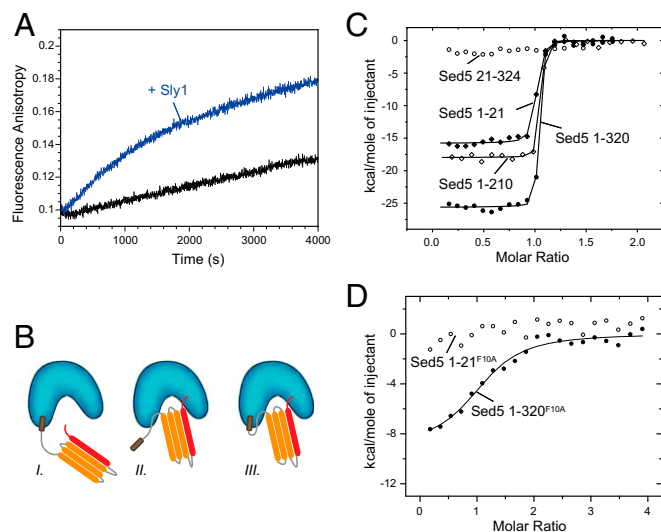 A
Fluorescence Anisotropy
0.2
0.18
0.16
0.14
0.12
0.1
+ Sly1
0 1000 2000 3000 4000
Time (s)
B
I. II. III.
C
kcal/mole of injectant
0
-5
-10
-15
-20
-25
Sed5 21-324
Sed5 1-21
Sed5 1-320
Sed5 1-210
0.0 0.5 1.0 1.5 2.0
Molar Ratio
D
kcal/mole of injectant
0
-4
-8
-12
Sed5 1-21F10A
Sed5 1-320F10A
0 1 2 3 4
Molar Ratio